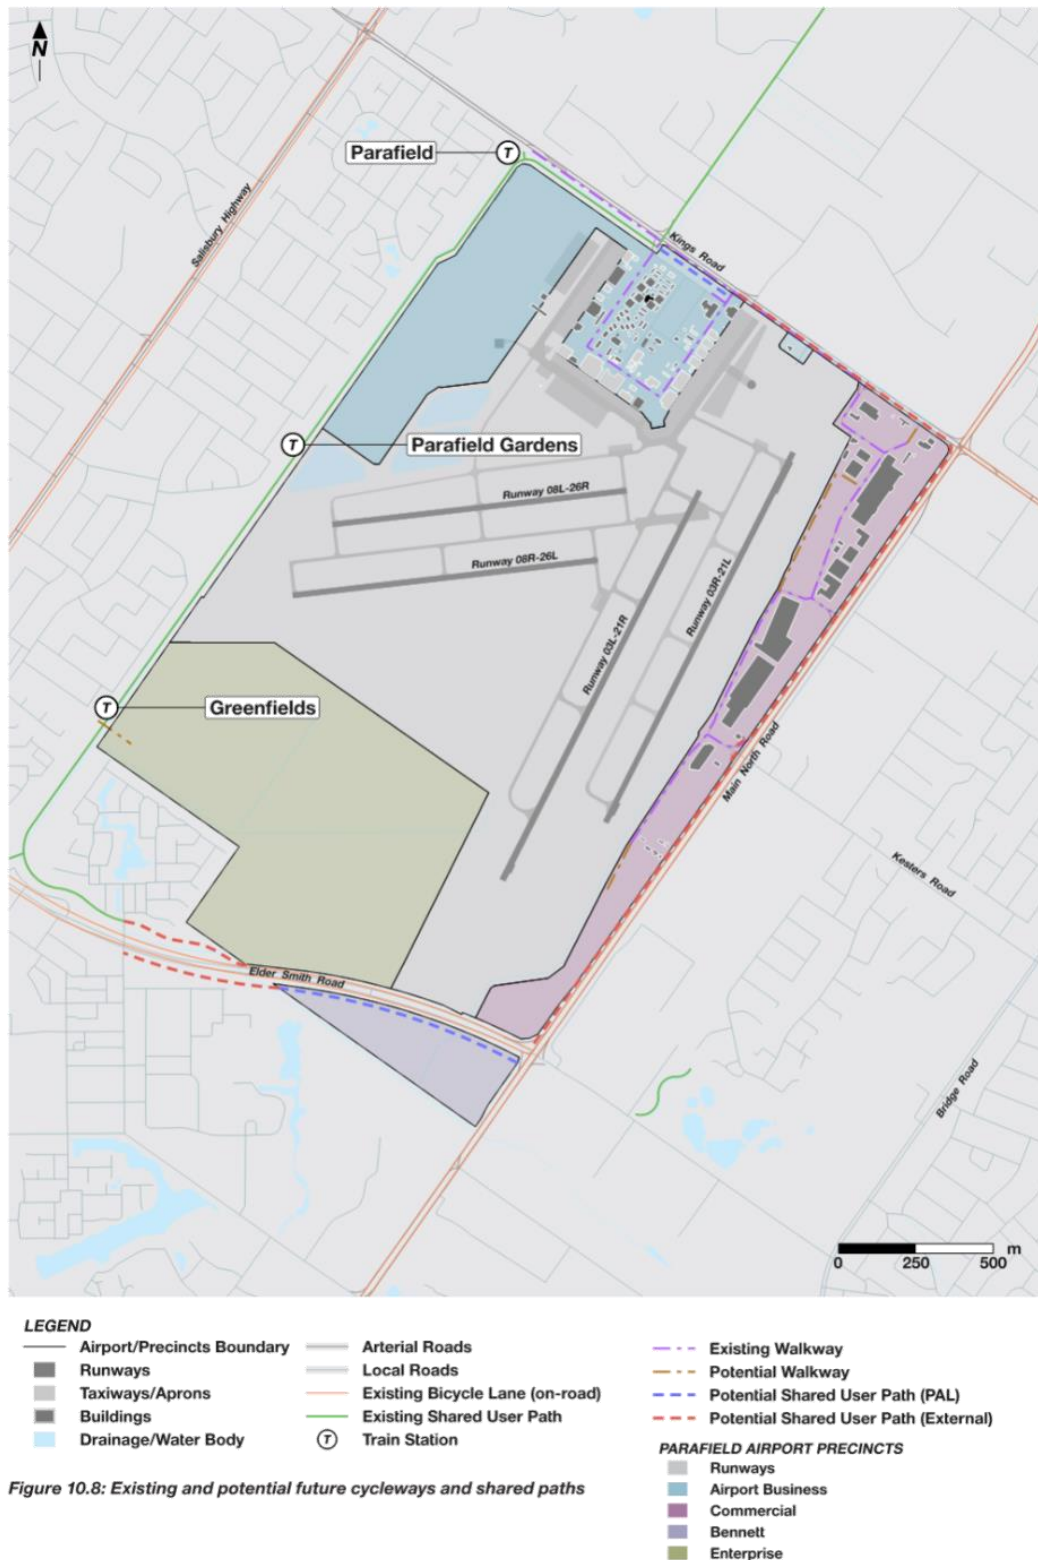 N
Parafield
T
Salisbury Highway
Kings Road
T
Parafield Gardens
Runway 08L-26R
Runway 08R-26L
Runway 03R-21L
Runway 03L-21R
T
Greenfields
Main North Road
Kesters Road
Elder Smith Road
Bridge Road
m
0 250 500
LEGEND
Airport/Precincts Boundary
Runways
Taxiways/Aprons
Buildings
Drainage/Water Body
Arterial Roads
Local Roads
Existing Bicycle Lane (on-road)
Existing Shared User Path
T Train Station
Existing Walkway
Potential Walkway
Potential Shared User Path (PAL)
Potential Shared User Path (External)
PARAFIELD AIRPORT PRECINCTS
Runways
Airport Business
Commercial
Bennett
Enterprise
Figure 10.8: Existing and potential future cycleways and shared paths